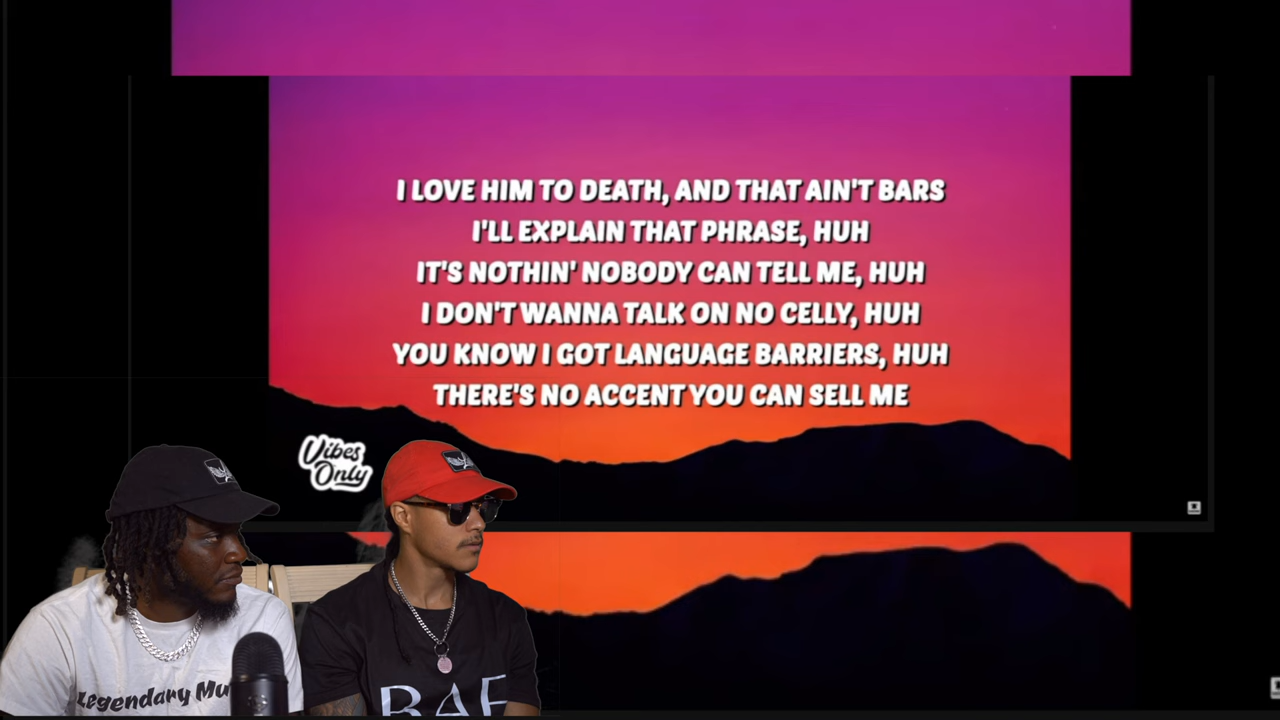 I LOVE HIM TO DEATH, AND THAT AIN'T BARS
I'LL EXPLAIN THAT PHRASE, HUH
IT'S NOTHIN' NOBODY CAN TELL ME, HUH
I DON'T WANNA TALK ON NO CELLY, HUH
YOU KNOW I GOT LANGUAGE BARRIERS, HUH
THERE'S NO ACCENT YOU CAN SELL ME
Vibes
Only
Legendary Mu
BAE